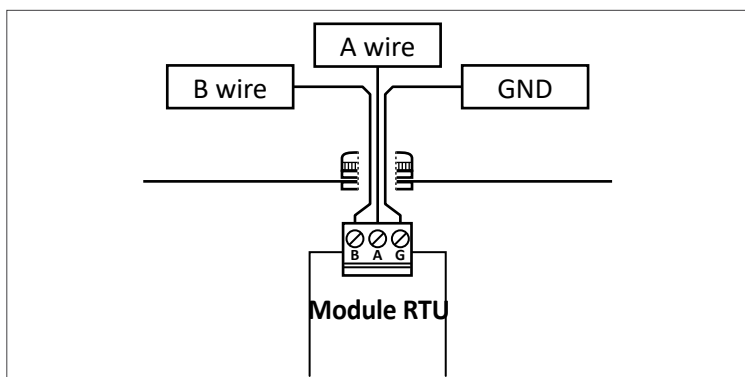 A wire
B wire
GND
B A G
Module RTU